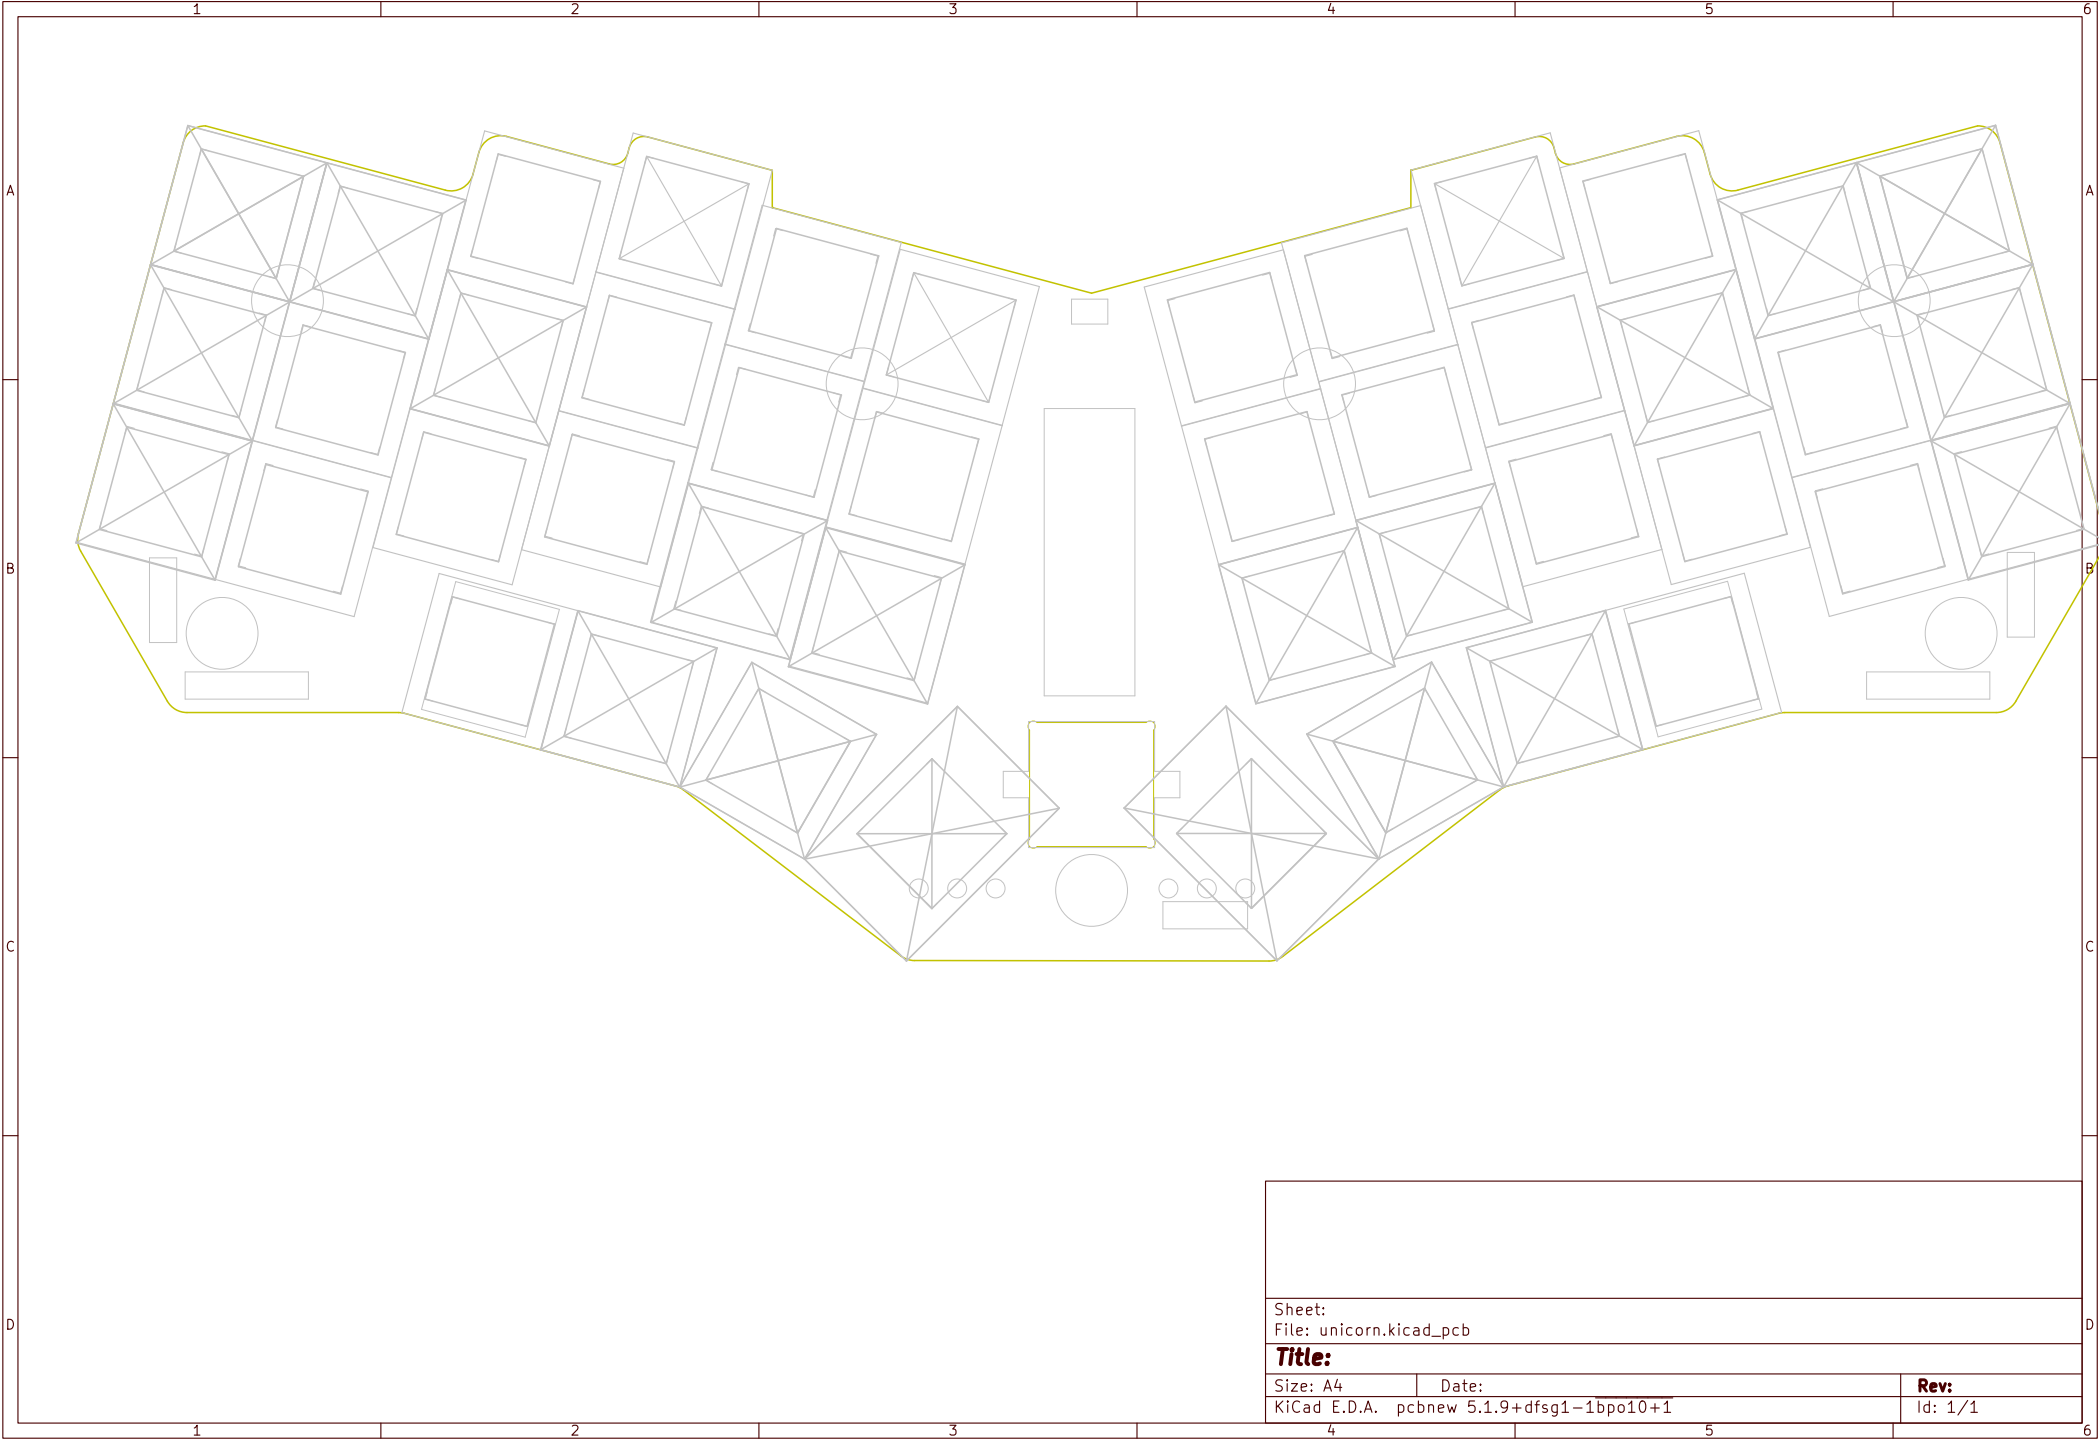 1 2 3 4 5 6
A A
B B
C C
D D
Sheet:
File: unicorn.kicad_pcb
Title:
Size: A4 Date: Rev:
KiCad E.D.A. pcbnew 5.1.9+dfsg1-1bpo10+1 Id: 1/1
1 2 3 4 5 6